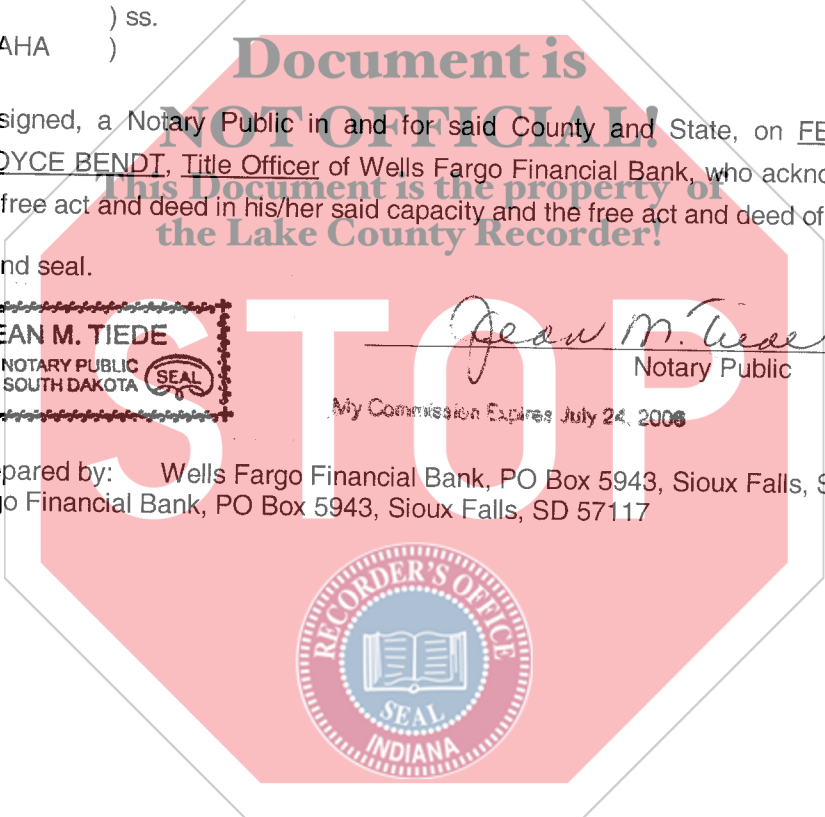 ) ss.
AHA )
Document is
signed, a Notary Public in and for said County and State, on FE
NOT OFFICIAL!
OYCE BENDT, Title Officer of Wells Fargo Financial Bank, who ackno
This Document is the property of
free act and deed in his/her said capacity and the free act and deed of
the Lake County Recorder!
nd seal.
STOP
EAN M. TIEDE
NOTARY PUBLIC
SOUTH DAKOTA
SEAL
Jean M. Tiede
Notary Public
My Commission Expires July 24, 2006
epared by: Wells Fargo Financial Bank, PO Box 5943, Sioux Falls, S
go Financial Bank, PO Box 5943, Sioux Falls, SD 57117
RECORDER'S OFFICE
SEAL
INDIANA